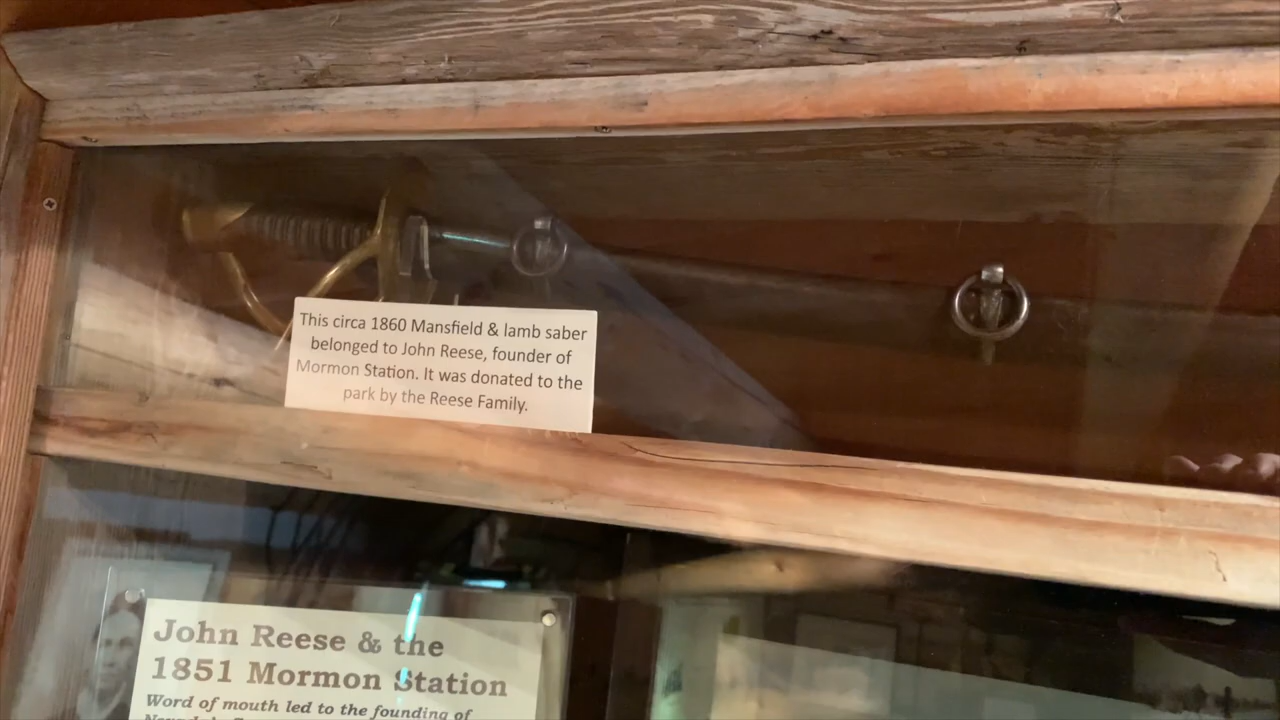 This circa 1860 Mansfield & lamb saber
belonged to John Reese, founder of
Mormon Station. It was donated to the
park by the Reese Family.
John Reese & the
1851 Mormon Station
Word of mouth led to the founding of